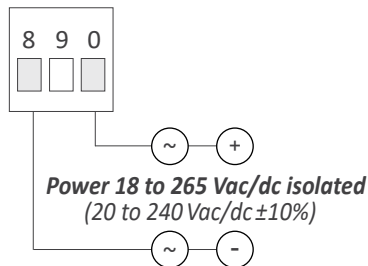 8 9 0
~ +
Power 18 to 265 Vac/dc isolated
(20 to 240 Vac/dc ±10%)
~ -